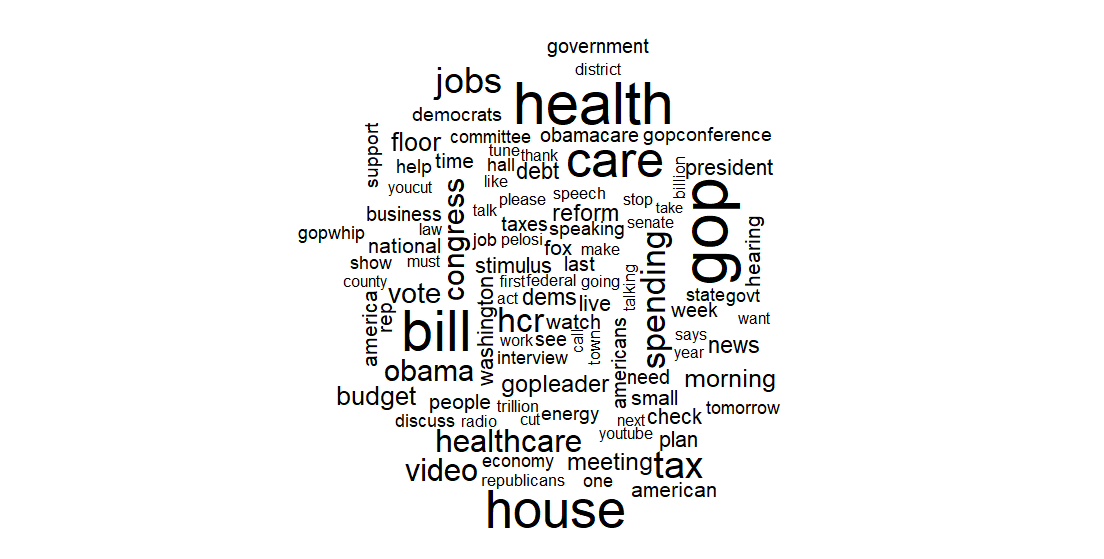 government
district
jobs
health
democrats
support
floor
committee
obamacare
gopconference
tune
thank
help
time
hall
debt
care
billion
president
youcut
like
congress
please
speech
stop
take
gop
business
talk
reform
law
taxes
speaking
senate
hearing
gopwhip
national
job
pelosi
fox
make
spending
show
must
stimulus
last
talking
county
first
federal
going
america
rep
vote
washington
act
dems
live
state
govt
week
want
bill
hcr
watch
call
town
americans
work
see
says
year
news
interview
obama
gopleader
need
morning
budget
people
trillion
cut
energy
small
next
check
tomorrow
discuss
radio
healthcare
youtube
plan
video
economy
meeting
tax
republicans
one
american
house